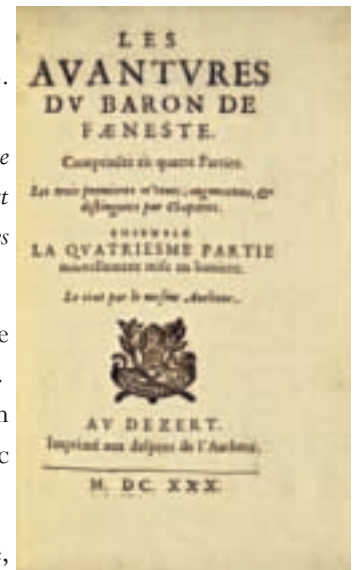 LES
AVANTVRES
DV BARON DE
FÆNESTE.
Comprinses en quatre Parties.
Les trois premieres reueues, augmentees, &
distinguees par Chapitres.
ENSEMBLE
LA QVATRIESME PARTIE
nouuellement mise en lumiere.
Le tout par le mesme Autheur.
AV DEZERT.
Imprimé aux despens de l'Autheur.
M. DC. XXX.